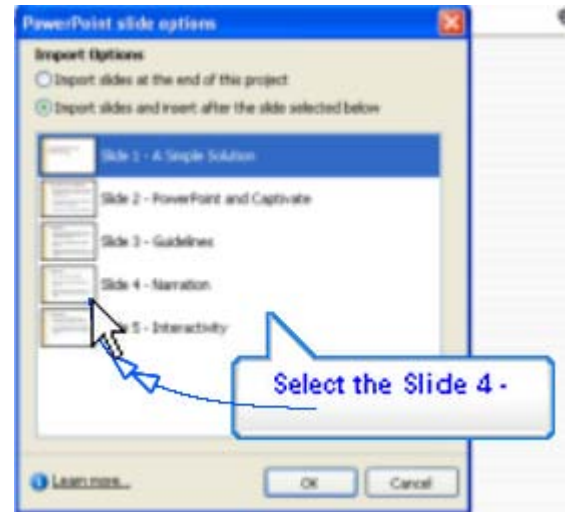 PowerPoint slide options
Import Options
Import slides at the end of this project
Import slides and insert after the slide selected below
Slide 1 - A Simple Solution
Slide 2 - PowerPoint and Captivate
Slide 3 - Guidelines
Slide 4 - Narration
5 - Interactivity
Select the Slide 4 -
Learn more...
OK
Cancel